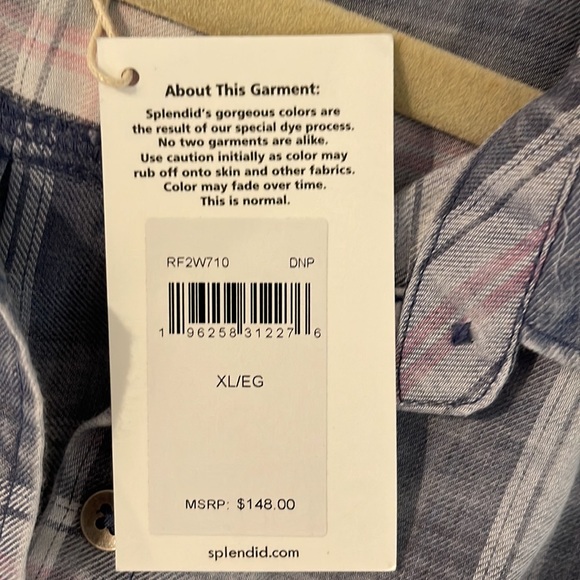 About This Garment:
Splendid's gorgeous colors are
the result of our special dye process.
No two garments are alike.
Use caution initially as color may
rub off onto skin and other fabrics.
Color may fade over time.
This is normal.
RF2W710 DNP
1 96258 31227 6
XL/EG
MSRP: $148.00
splendid.com